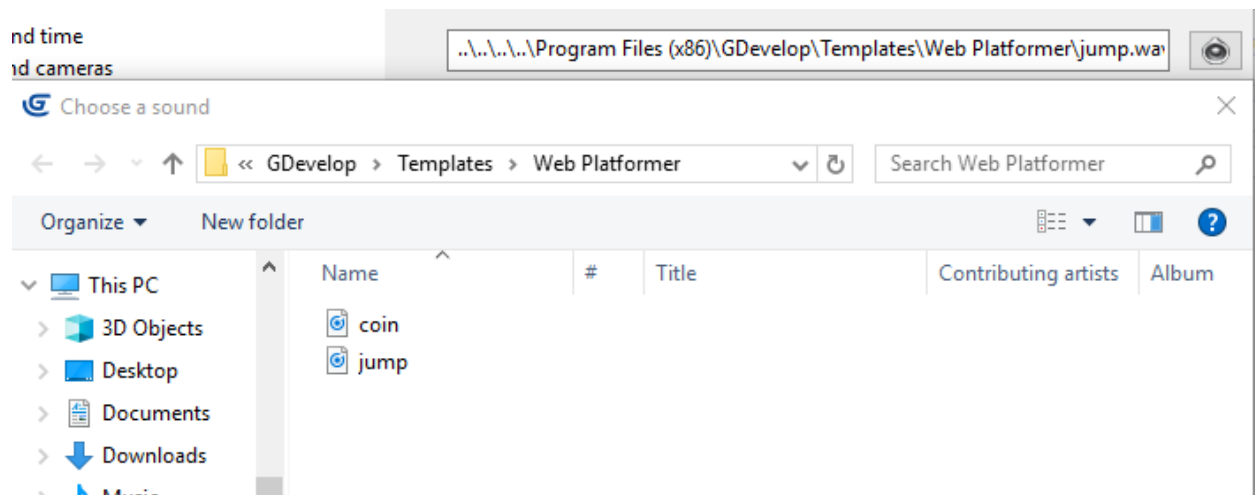 nd time
nd cameras
..\..\..\..\Program Files (x86)\GDevelop\Templates\Web Platformer\jump.wav
Choose a sound
« GDevelop > Templates > Web Platformer
Search Web Platformer
Organize
New folder
?
Name # Title Contributing artists Album
This PC
3D Objects
Desktop
Documents
Downloads
coin
jump